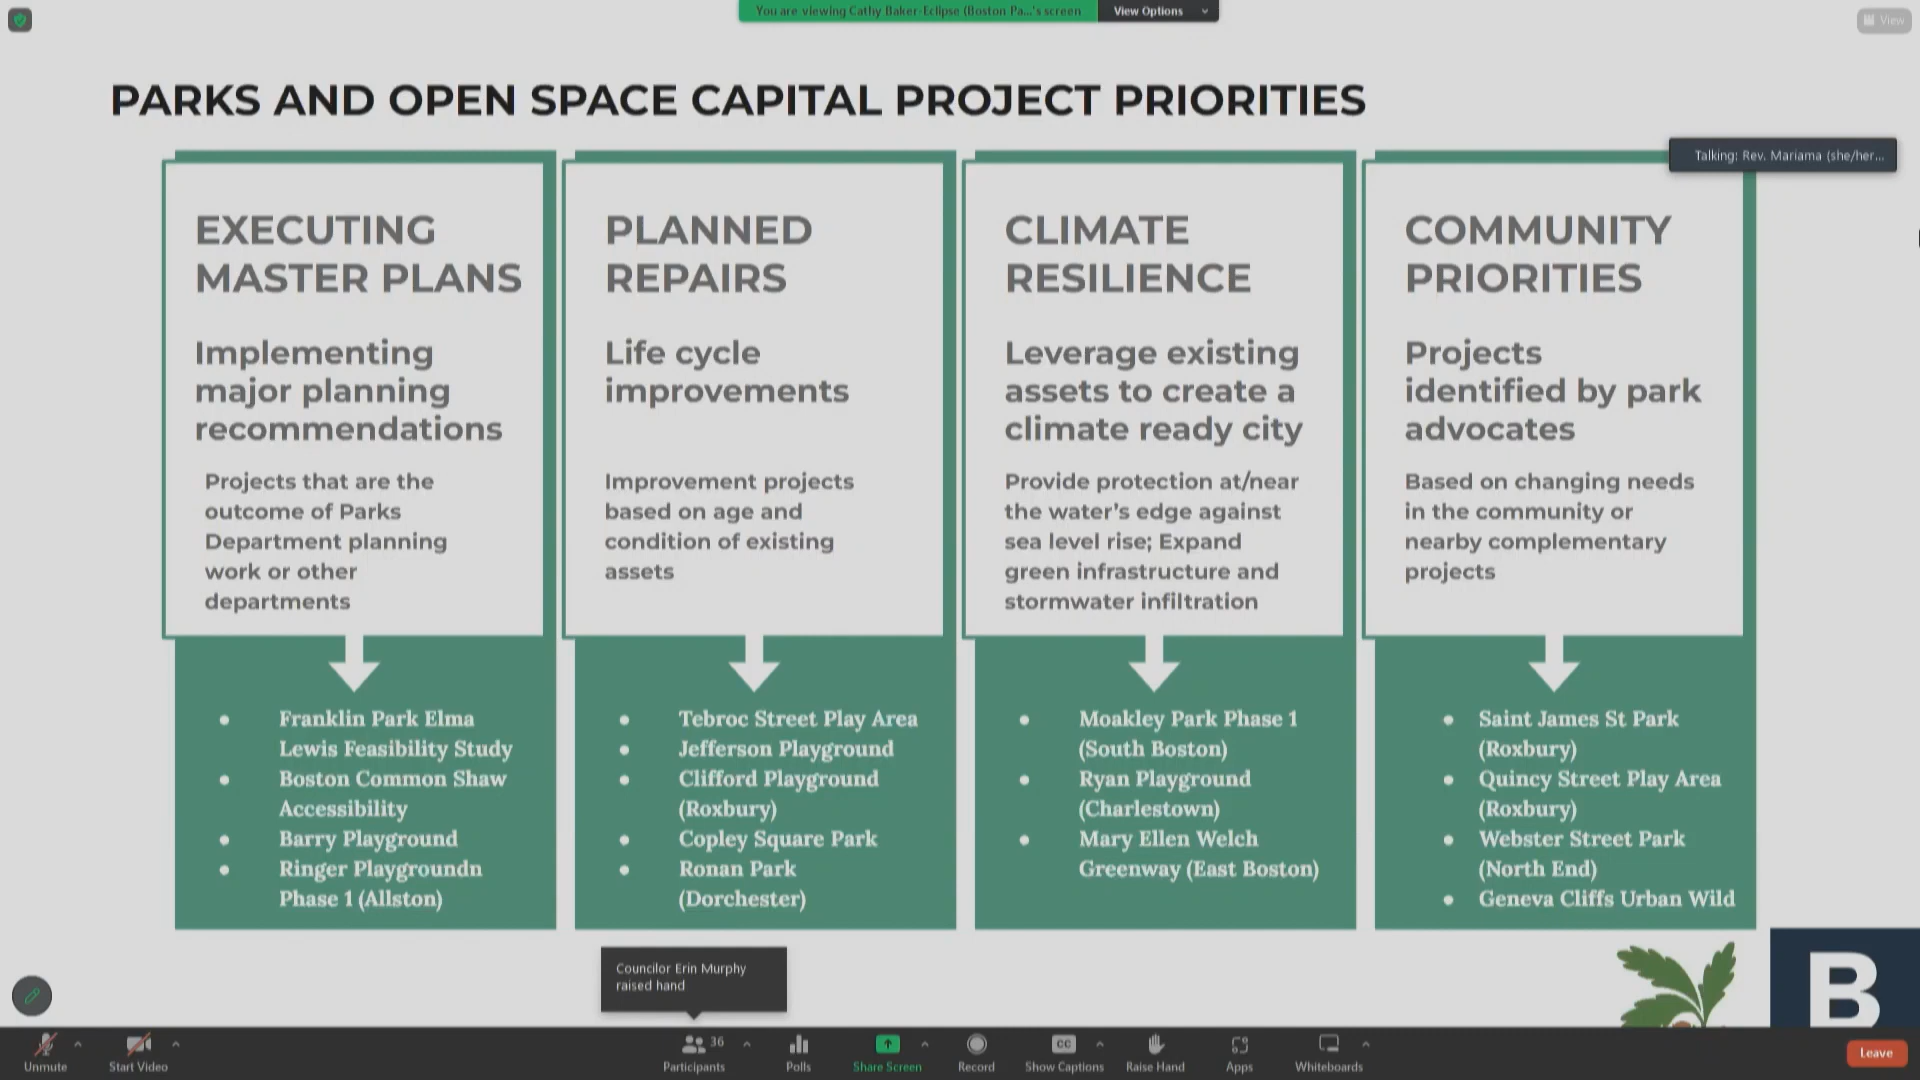 You are viewing Cathy Baker-Eclipse (Boston Pa...'s screen
View Options
View
PARKS AND OPEN SPACE CAPITAL PROJECT PRIORITIES
Talking: Rev. Mariama (she/her...
EXECUTING
MASTER PLANS
Implementing
major planning
recommendations
Projects that are the
outcome of Parks
Department planning
work or other
departments
Franklin Park Elma
Lewis Feasibility Study
Boston Common Shaw
Accessibility
Barry Playground
Ringer Playgroundn
Phase 1 (Allston)
PLANNED
REPAIRS
Life cycle
improvements
Improvement projects
based on age and
condition of existing
assets
Tebroc Street Play Area
Jefferson Playground
Clifford Playground
(Roxbury)
Copley Square Park
Ronan Park
(Dorchester)
CLIMATE
RESILIENCE
Leverage existing
assets to create a
climate ready city
Provide protection at/near
the water's edge against
sea level rise; Expand
green infrastructure and
stormwater infiltration
Moakley Park Phase 1
(South Boston)
Ryan Playground
(Charlestown)
Mary Ellen Welch
Greenway (East Boston)
COMMUNITY
PRIORITIES
Projects
identified by park
advocates
Based on changing needs
in the community or
nearby complementary
projects
Saint James St Park
(Roxbury)
Quincy Street Play Area
(Roxbury)
Webster Street Park
(North End)
Geneva Cliffs Urban Wild
B
Councilor Erin Murphy
raised hand
Unmute
Start Video
36
Participants
Polls
Share Screen
Record
CC
Show Captions
Raise Hand
Apps
Whiteboards
Leave